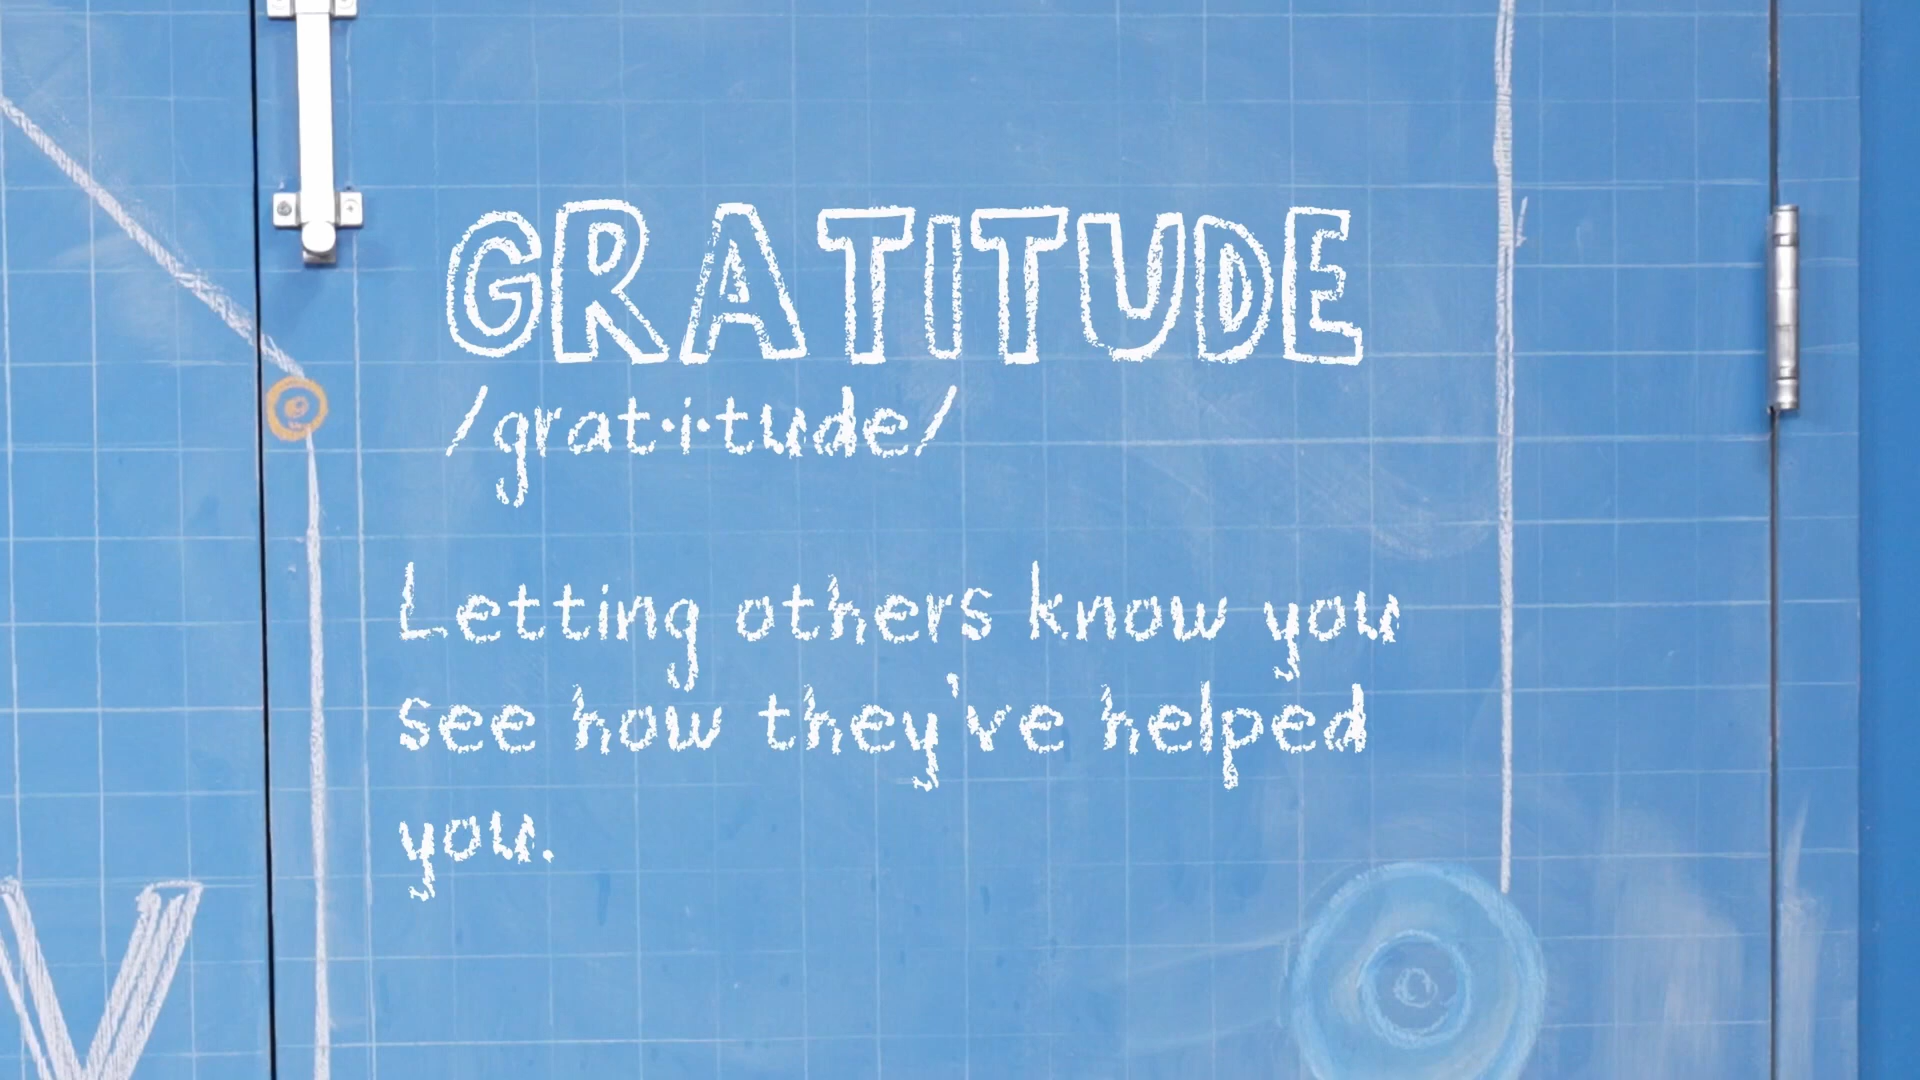 GRATITUDE
/grat•i•tude/
Letting others know you
see how they've helped
you.